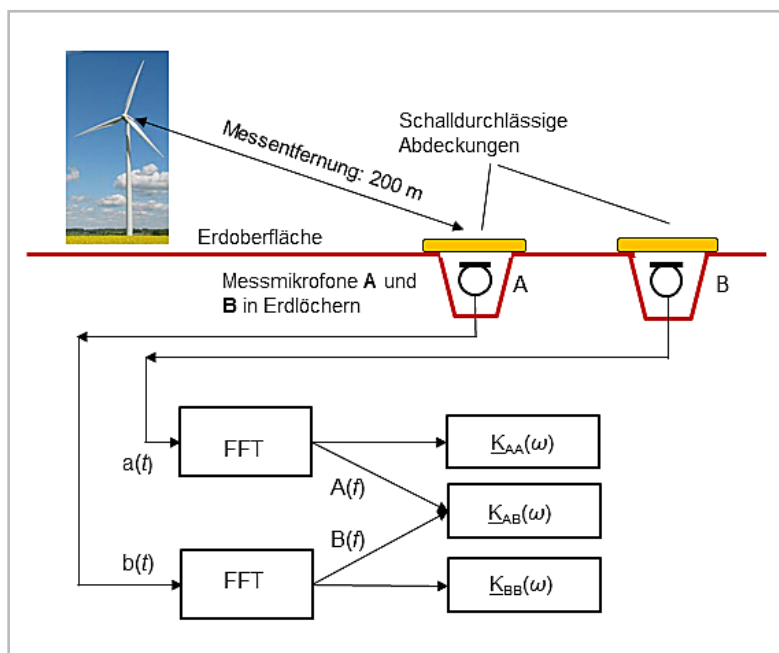 Schalldurchlässige
Abdeckungen
Messentfernung: 200 m
Erdoberfläche
Messmikrofone A und
B in Erdlöchern
A
B
a(t)
FFT
K_AA(ω)
A(f)
K_AB(ω)
B(f)
b(t)
FFT
K_BB(ω)